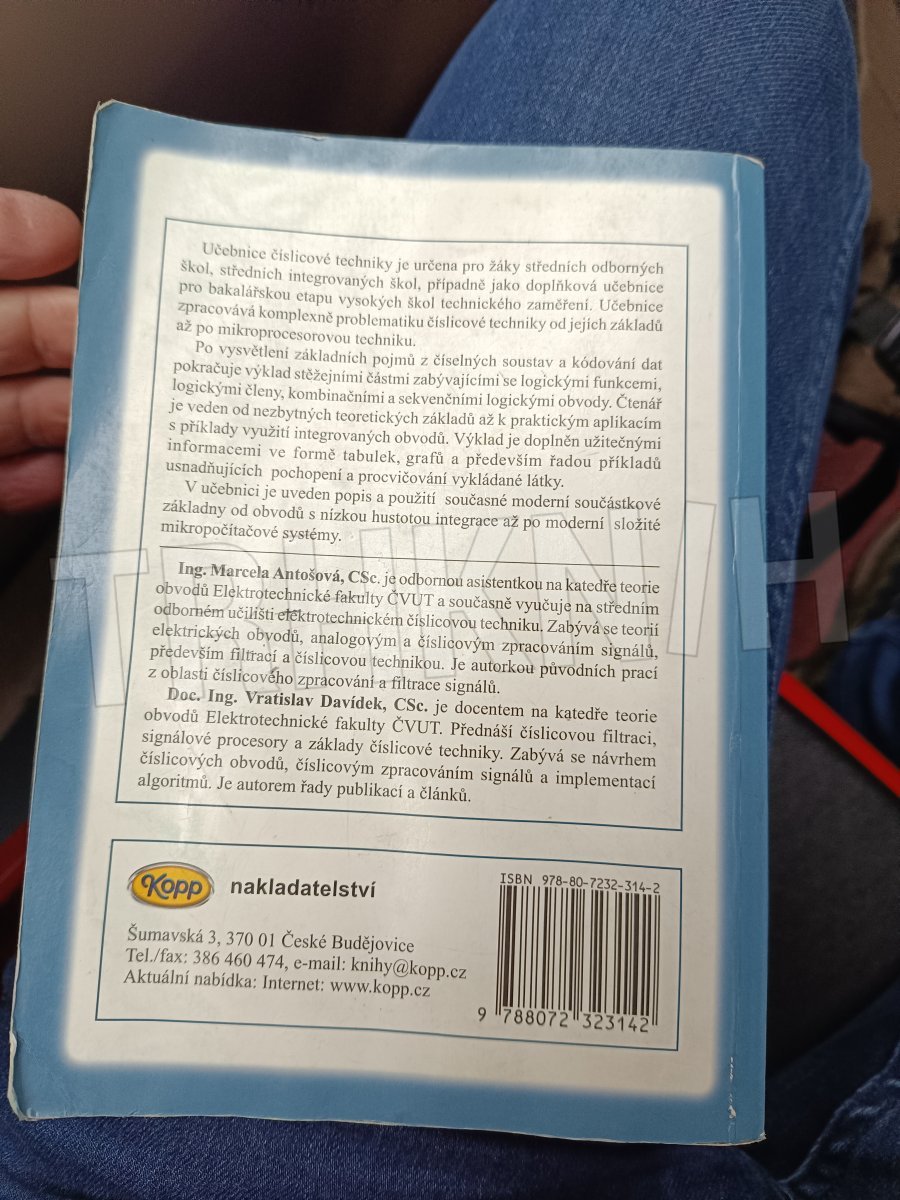 Učebnice číslicové techniky je určena pro žáky středních odborných
škol, středních integrovaných škol, případně jako doplňková učebnice
pro bakalářskou etapu vysokých škol technického zaměření. Učebnice
zpracovává komplexně problematiku číslicové techniky od jejích základů
až po mikroprocesorovou techniku.
Po vysvětlení základních pojmů z číselných soustav a kódování dat
pokračuje výklad stěžejními částmi zabývajícími se logickými funkcemi,
logickými členy, kombinačními a sekvenčními logickými obvody. Čtenář
je veden od nezbytných teoretických základů až k praktickým aplikacím
s příklady využití integrovaných obvodů. Výklad je doplněn užitečnými
informacemi ve formě tabulek, grafů a především řadou příkladů
usnadňujících pochopení a procvičování vykládané látky.
V učebnici je uveden popis a použití současné moderní součástkové
základny od obvodů s nízkou hustotou integrace až po moderní složité
mikropočítačové systémy.
Ing. Marcela Antošová, CSc. je odbornou asistentkou na katedře teorie
obvodů Elektrotechnické fakulty ČVUT a současně vyučuje na středním
odborném učilišti elektrotechnickém číslicovou techniku. Zabývá se teorií
elektrických obvodů, analogovým a číslicovým zpracováním signálů,
především filtrací a číslicovou technikou. Je autorkou původních prací
z oblasti číslicového zpracování a filtrace signálů.
Doc. Ing. Vratislav Davídek, CSc. je docentem na katedře teorie
obvodů Elektrotechnické fakulty ČVUT. Přednáší číslicovou filtraci,
signálové procesory a základy číslicové techniky. Zabývá se návrhem
číslicových obvodů, číslicovým zpracováním signálů a implementací
algoritmů. Je autorem řady publikací a článků.
Kopp nakladatelství
Šumavská 3, 370 01 České Budějovice
Tel./fax: 386 460 474, e-mail: knihy@kopp.cz
Aktuální nabídka: Internet: www.kopp.cz
ISBN 978-80-7232-314-2
9 788072 323142
TRHKNIH